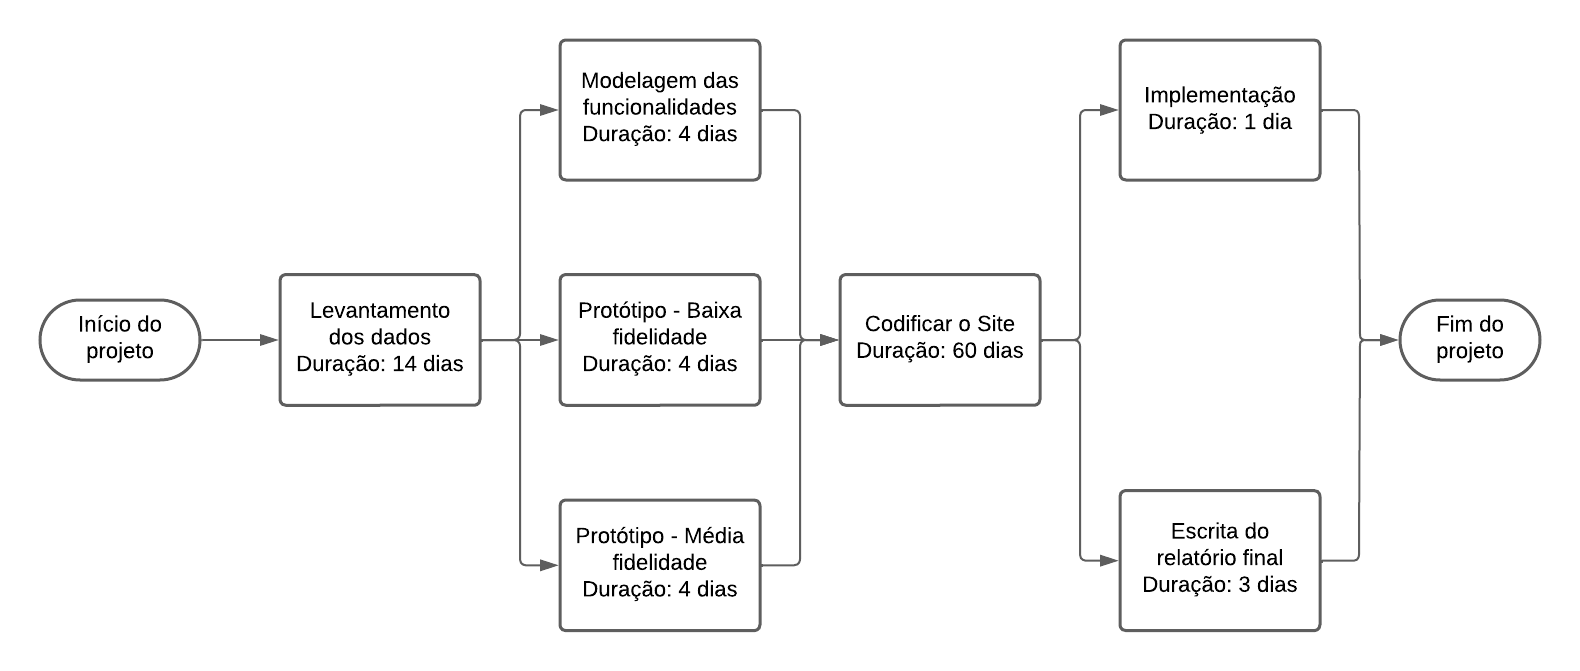 Início do
projeto
Levantamento
dos dados
Duração: 14 dias
Modelagem das
funcionalidades
Duração: 4 dias
Protótipo - Baixa
fidelidade
Duração: 4 dias
Protótipo - Média
fidelidade
Duração: 4 dias
Codificar o Site
Duração: 60 dias
Implementação
Duração: 1 dia
Escrita do
relatório final
Duração: 3 dias
Fim do
projeto